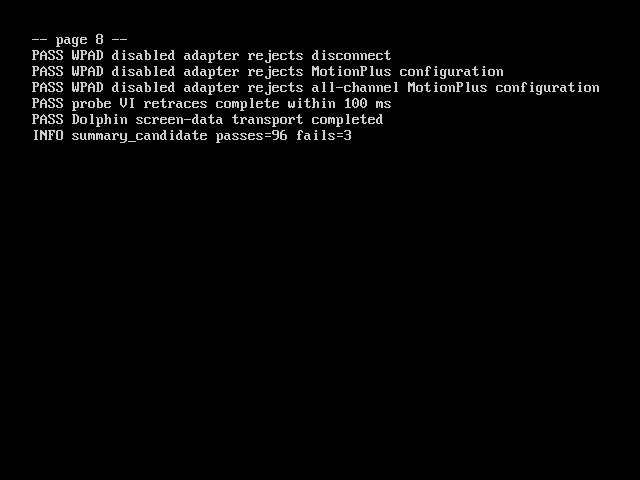 -- page 8 --
PASS WPAD disabled adapter rejects disconnect
PASS WPAD disabled adapter rejects MotionPlus configuration
PASS WPAD disabled adapter rejects all-channel MotionPlus configuration
PASS probe VI retraces complete within 100 ms
PASS Dolphin screen-data transport completed
INFO summary_candidate passes=96 fails=3